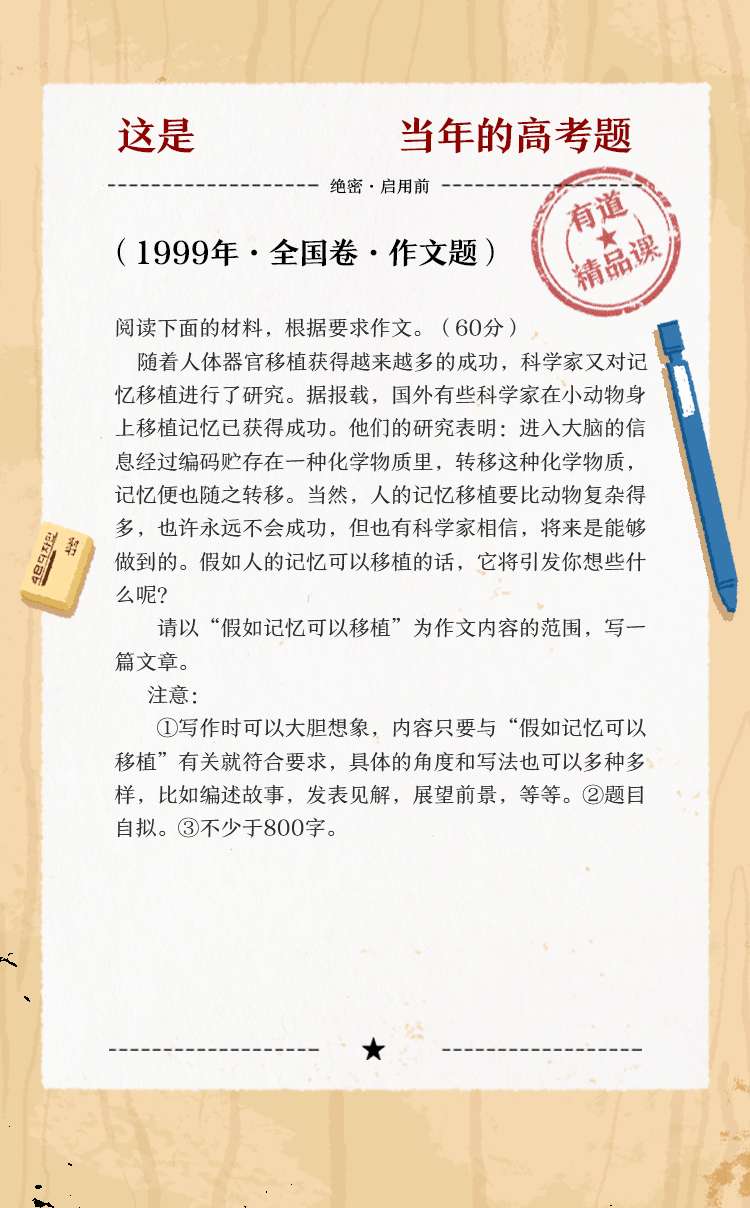 这是 当年的高考题
绝密·启用前
有道
精品课
（1999年·全国卷·作文题）
阅读下面的材料，根据要求作文。（60分）
随着人体器官移植获得越来越多的成功，科学家又对记
忆移植进行了研究。据报载，国外有些科学家在小动物身
上移植记忆已获得成功。他们的研究表明：进入大脑的信
息经过编码贮存在一种化学物质里，转移这种化学物质，
记忆便也随之转移。当然，人的记忆移植要比动物复杂得
多，也许永远不会成功，但也有科学家相信，将来是能够
做到的。假如人的记忆可以移植的话，它将引发你想些什
么呢？
请以“假如记忆可以移植”为作文内容的范围，写一
篇文章。
注意：
①写作时可以大胆想象，内容只要与“假如记忆可以
移植”有关就符合要求，具体的角度和写法也可以多种多
样，比如编述故事，发表见解，展望前景，等等。②题目
自拟。③不少于800字。